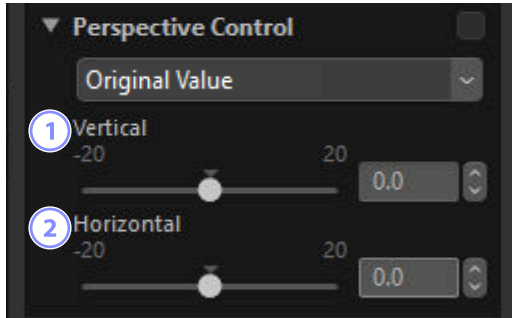 Perspective Control
Original Value
1 Vertical
-20 20
0.0
2 Horizontal
-20 20
0.0